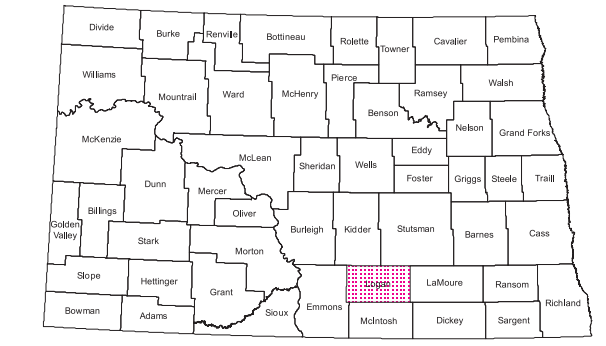 Divide
Burke
Renville
Bottineau
Rolette
Towner
Cavalier
Pembina
Williams
Mountrail
Ward
McHenry
Pierce
Benson
Ramsey
Walsh
Nelson
Grand Forks
McKenzie
McLean
Sheridan
Wells
Eddy
Foster
Griggs
Steele
Traill
Dunn
Mercer
Oliver
Golden
Valley
Billings
Stark
Morton
Burleigh
Kidder
Stutsman
Barnes
Cass
Slope
Hettinger
Grant
Emmons
Logan
LaMoure
Ransom
Richland
Bowman
Adams
Sioux
McIntosh
Dickey
Sargent